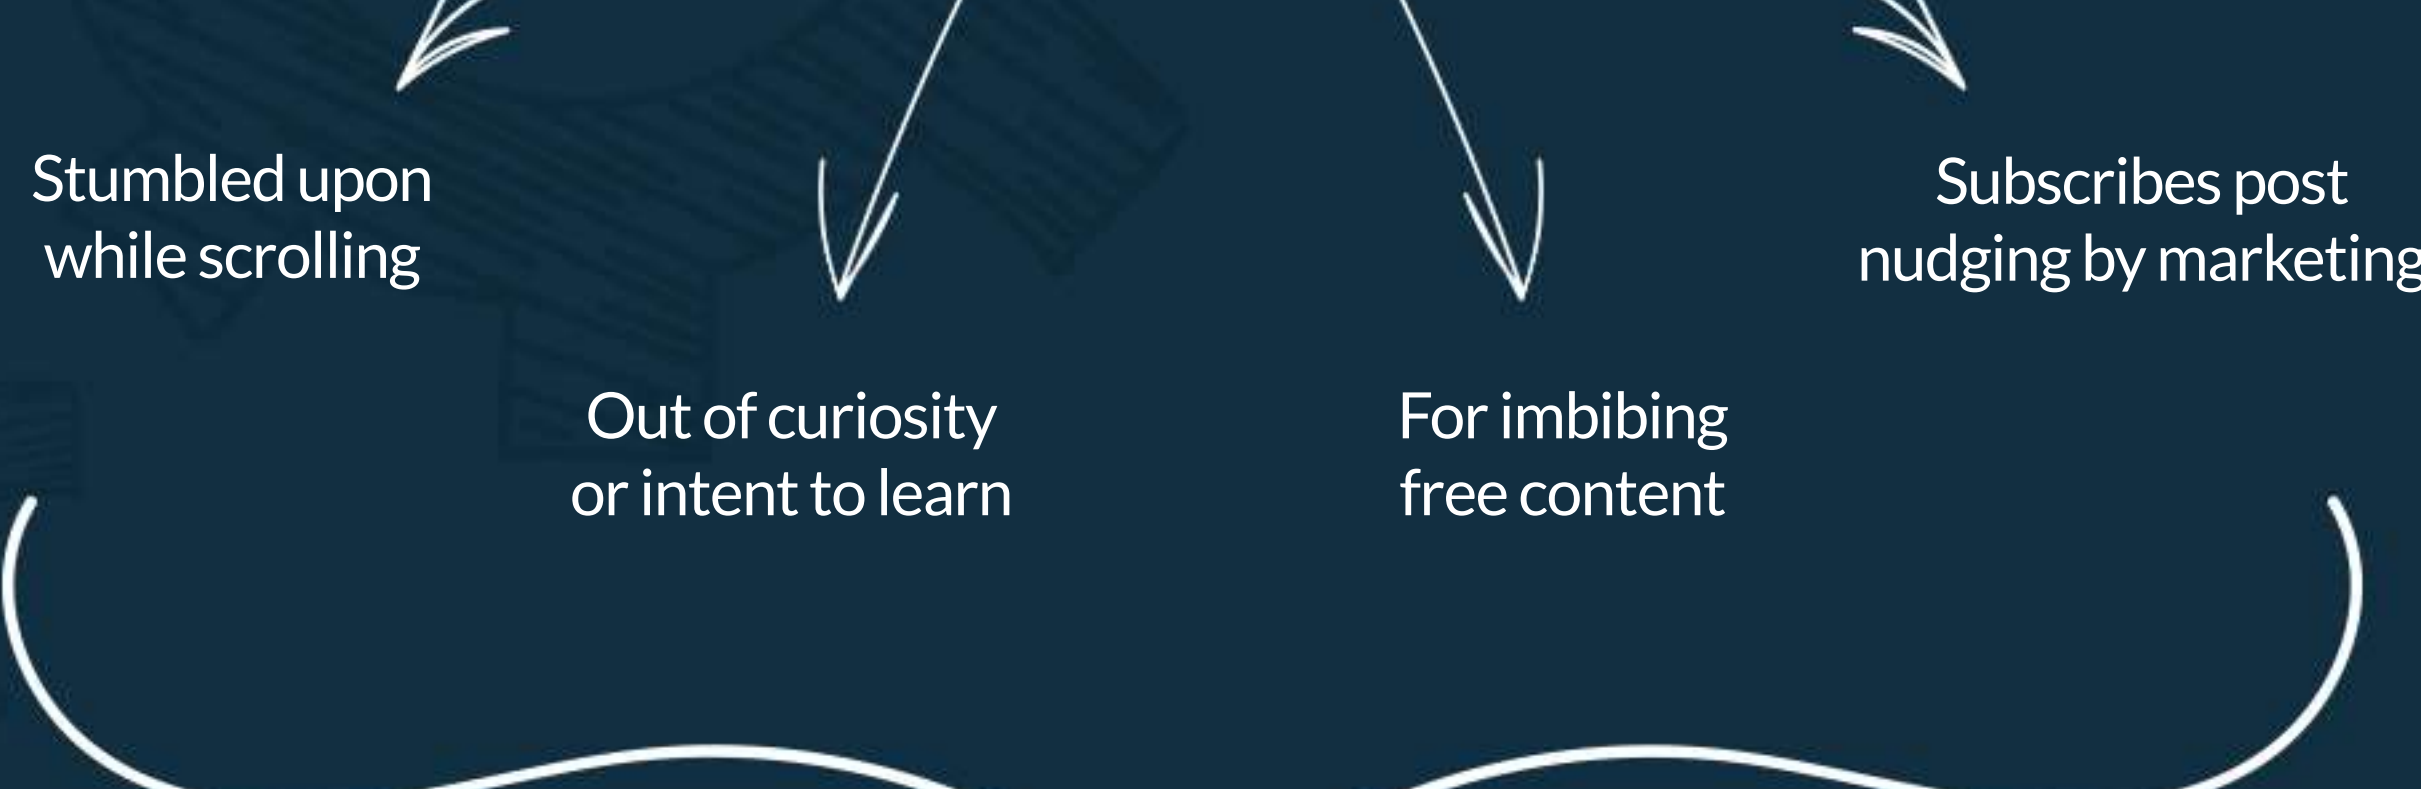 Stumbled upon
while scrolling
Out of curiosity
or intent to learn
For imbibing
free content
Subscribes post
nudging by marketing